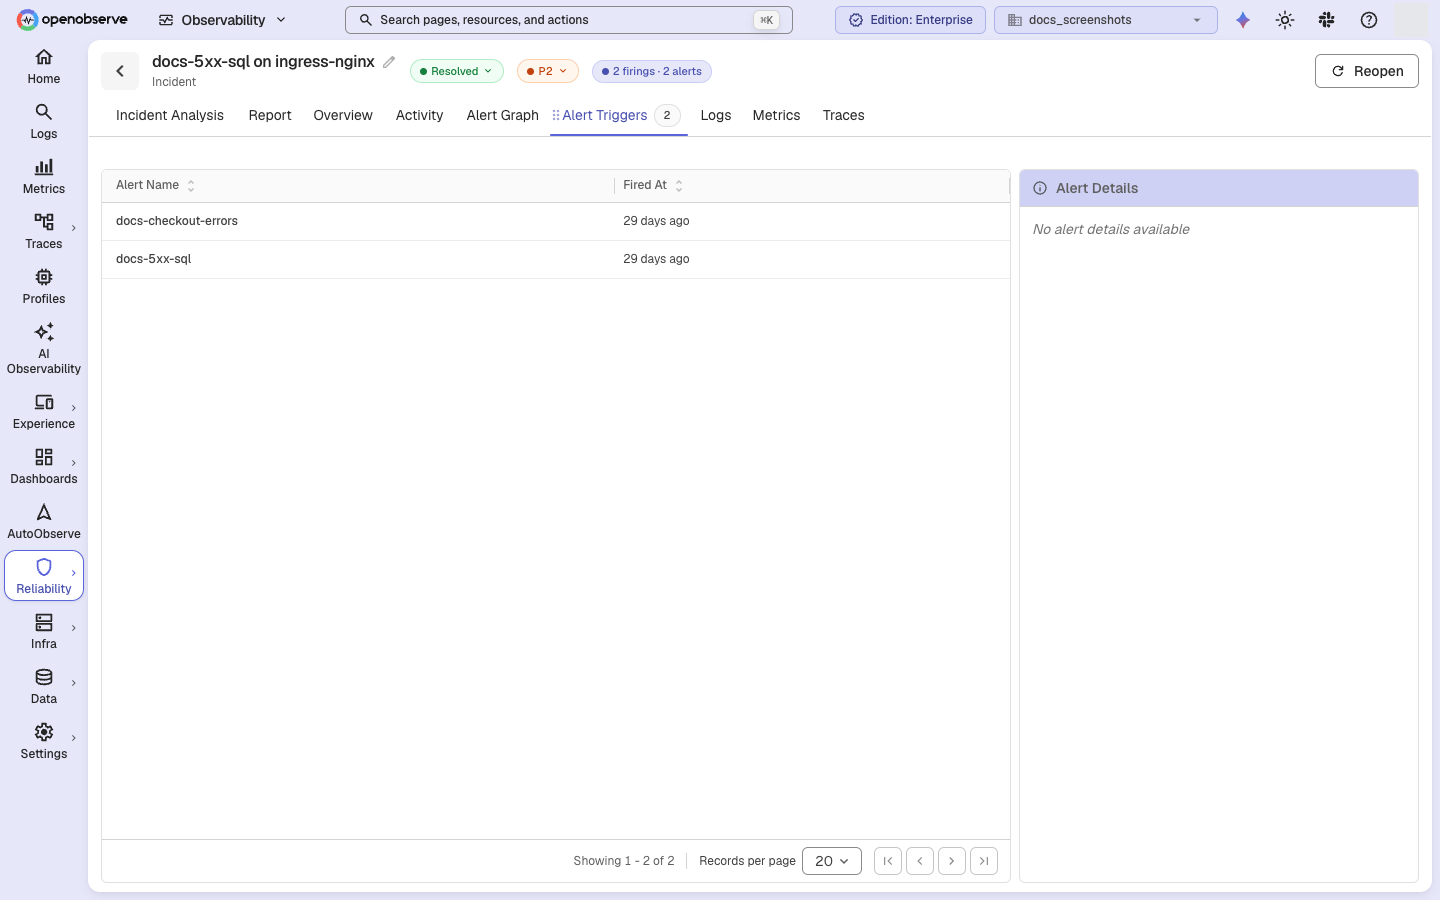 openobserve
Observability
Search pages, resources, and actions
⌘K
Edition: Enterprise
docs_screenshots
docs-5xx-sql on ingress-nginx
Incident
Resolved
P2
2 firings · 2 alerts
Reopen
Home
Logs
Metrics
Traces
Profiles
AI
Observability
Experience
Dashboards
AutoObserve
Reliability
Infra
Data
Settings
Incident Analysis
Report
Overview
Activity
Alert Graph
Alert Triggers
2
Logs
Metrics
Traces
Alert Name
Fired At
docs-checkout-errors
29 days ago
docs-5xx-sql
29 days ago
Showing 1 - 2 of 2
Records per page
20
Alert Details
No alert details available